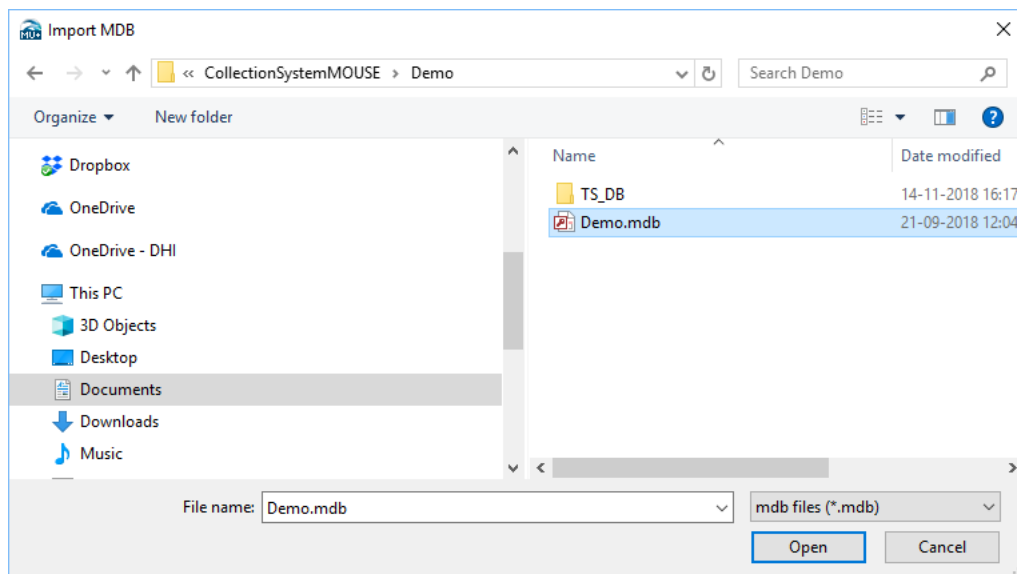 MU+ Import MDB
« CollectionSystemMOUSE > Demo Search Demo
Organize New folder ?
Name Date modified
Dropbox
OneDrive
OneDrive - DHI
This PC
3D Objects
Desktop
Documents
Downloads
Music
TS_DB 14-11-2018 16:17
Demo.mdb 21-09-2018 12:04
File name: Demo.mdb mdb files (*.mdb)
Open Cancel